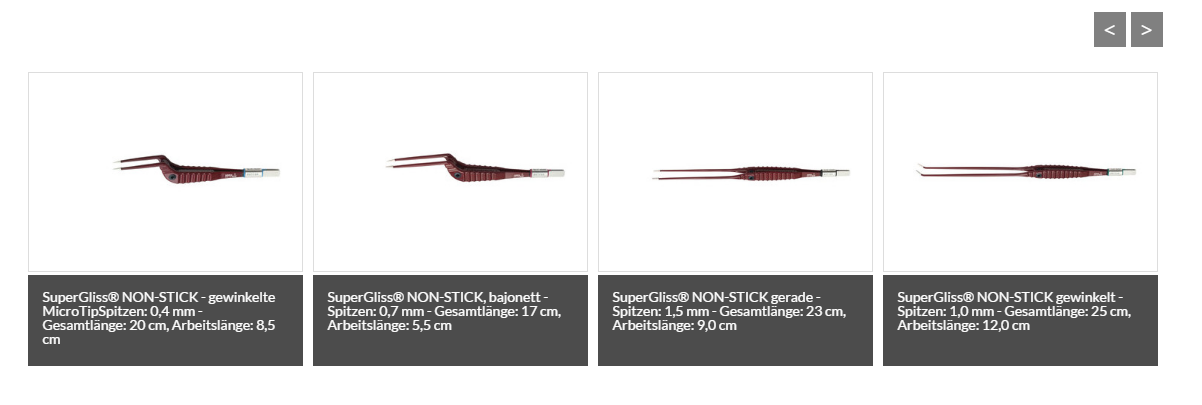 < >
SuperGliss® NON-STICK - gewinkelte
MicroTipSpitzen: 0,4 mm -
Gesamtlänge: 20 cm, Arbeitslänge: 8,5
cm
SuperGliss® NON-STICK, bajonett -
Spitzen: 0,7 mm - Gesamtlänge: 17 cm,
Arbeitslänge: 5,5 cm
SuperGliss® NON-STICK gerade -
Spitzen: 1,5 mm - Gesamtlänge: 23 cm,
Arbeitslänge: 9,0 cm
SuperGliss® NON-STICK gewinkelt -
Spitzen: 1,0 mm - Gesamtlänge: 25 cm,
Arbeitslänge: 12,0 cm